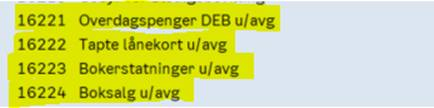 16221 Overdagspenger DEB u/avg
16222 Tapte lånekort u/avg
16223 Bokerstatninger u/avg
16224 Boksalg u/avg